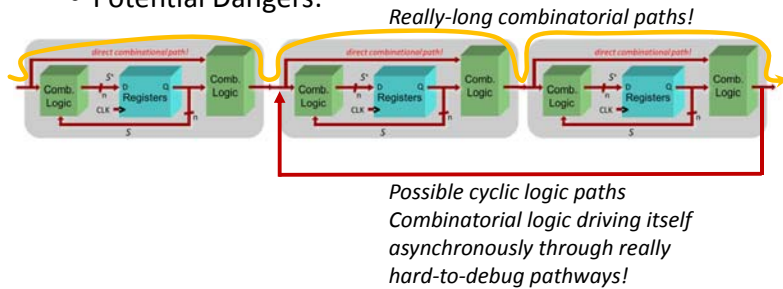 • Potential Dangers:
Really-long combinatorial paths!
direct combinational path!
Comb.
Logic
S⁺
n
D
Q
Registers
CLK
n
S
Comb.
Logic
direct combinational path!
Comb.
Logic
S⁺
n
D
Q
Registers
CLK
n
S
Comb.
Logic
direct combinational path!
Comb.
Logic
S⁺
n
D
Q
Registers
CLK
n
S
Comb.
Logic
Possible cyclic logic paths
Combinatorial logic driving itself
asynchronously through really
hard-to-debug pathways!